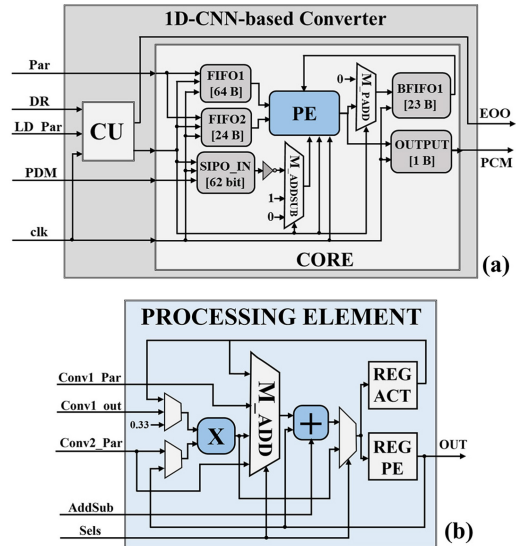 1D-CNN-based Converter
Par
DR
LD_Par
PDM
clk
CU
FIFO1
[64 B]
FIFO2
[24 B]
SIPO_IN
[62 bit]
PE
0
M_PADD
BFIFO1
[23 B]
OUTPUT
[1 B]
M_ADDSUB
1
0
EOO
PCM
CORE
(a)
PROCESSING ELEMENT
Conv1_Par
Conv1_out
0.33
Conv2_Par
AddSub
Sels
X
M_ADD
+
REG
ACT
REG
PE
OUT
(b)